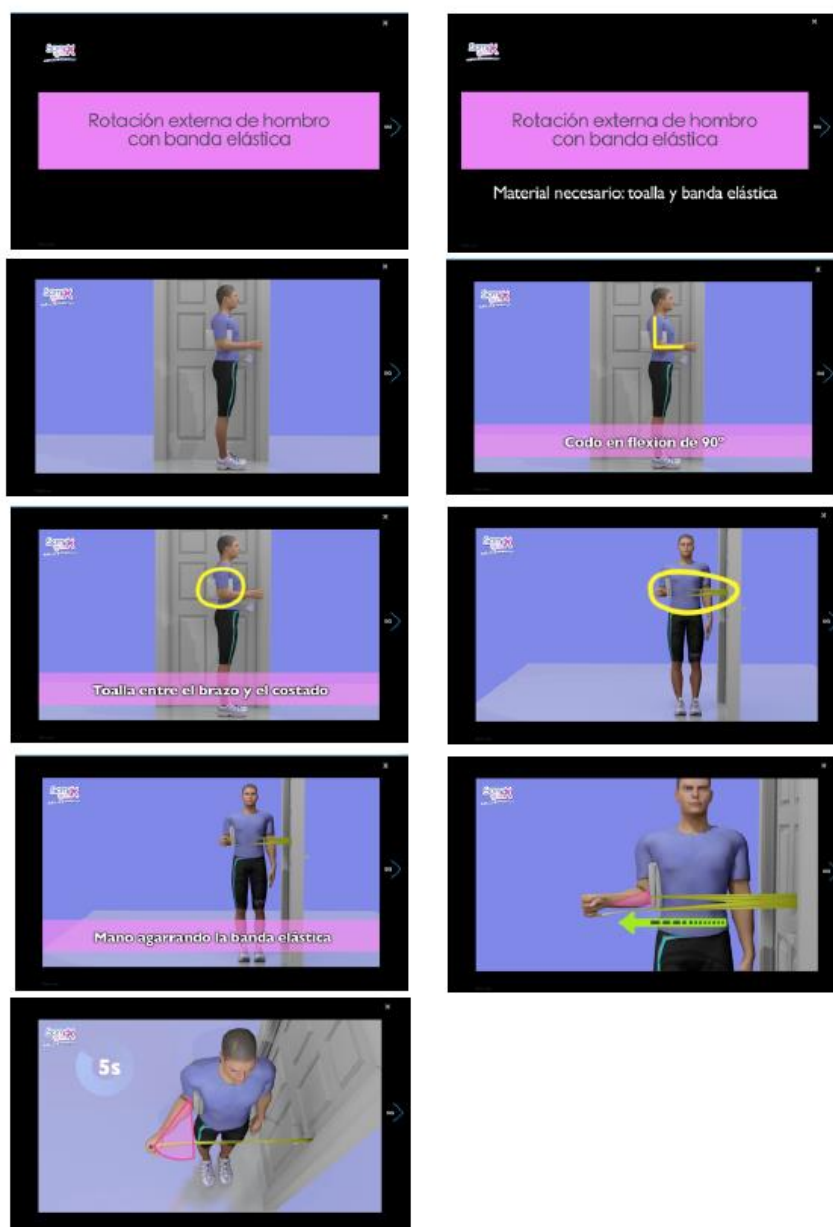 Rotación externa de hombro
con banda elástica
Rotación externa de hombro
con banda elástica
Material necesario: toalla y banda elástica
Codo en flexion de 90º
Toalla entre el brazo y el costado
Mano agarrando la banda elástica
5s